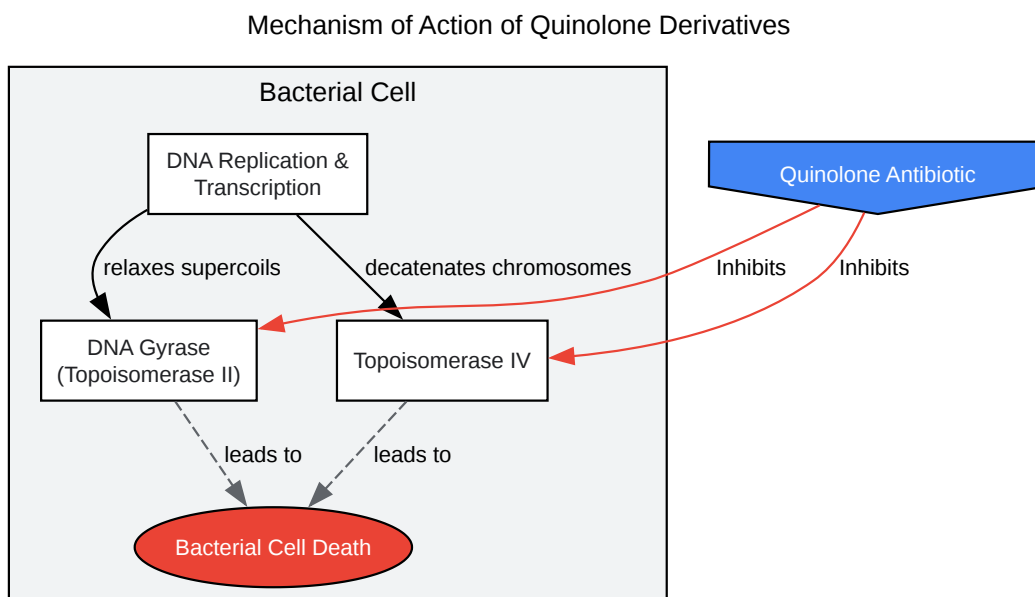 Mechanism of Action of Quinolone Derivatives
Bacterial Cell
DNA Replication &
Transcription
Quinolone Antibiotic
relaxes supercoils
decatenates chromosomes
Inhibits
Inhibits
DNA Gyrase
(Topoisomerase II)
Topoisomerase IV
leads to
leads to
Bacterial Cell Death